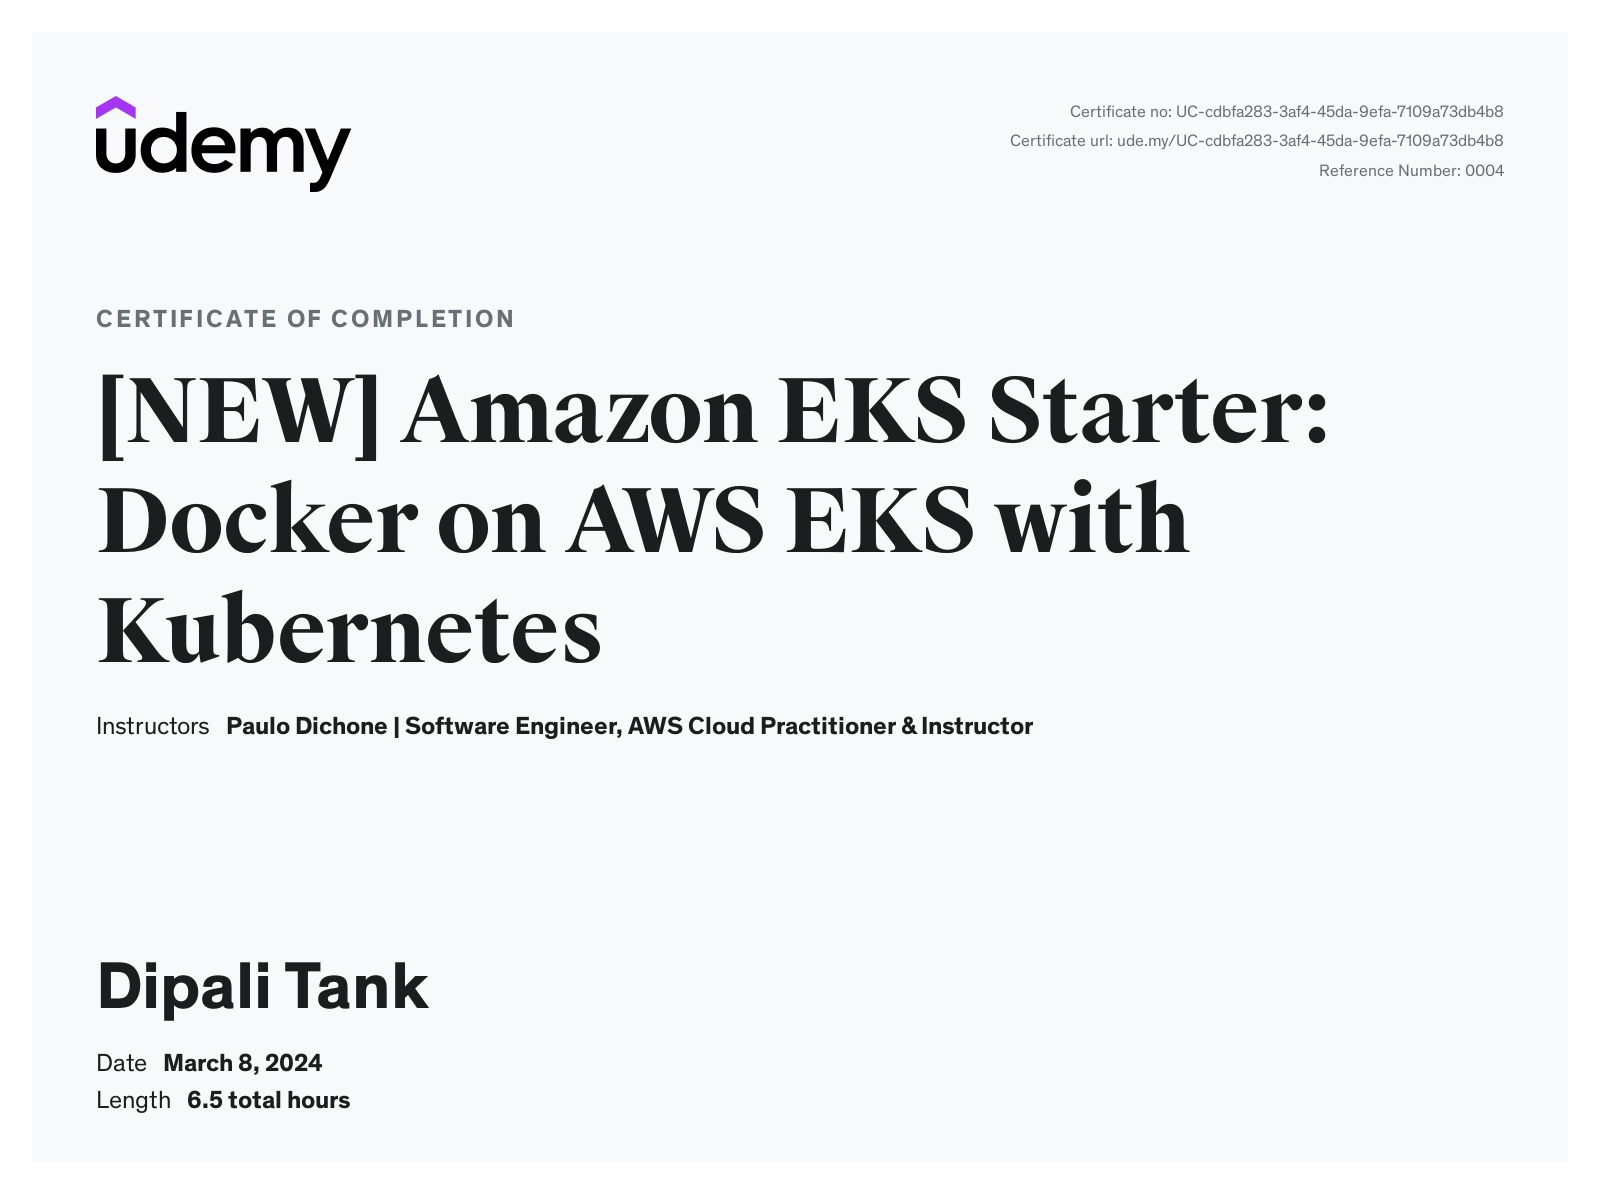 udemy
Certificate no: UC-cdbfa283-3af4-45da-9efa-7109a73db4b8
Certificate url: ude.my/UC-cdbfa283-3af4-45da-9efa-7109a73db4b8
Reference Number: 0004
CERTIFICATE OF COMPLETION
[NEW] Amazon EKS Starter:
Docker on AWS EKS with
Kubernetes
Instructors Paulo Dichone | Software Engineer, AWS Cloud Practitioner & Instructor
Dipali Tank
Date March 8, 2024
Length 6.5 total hours